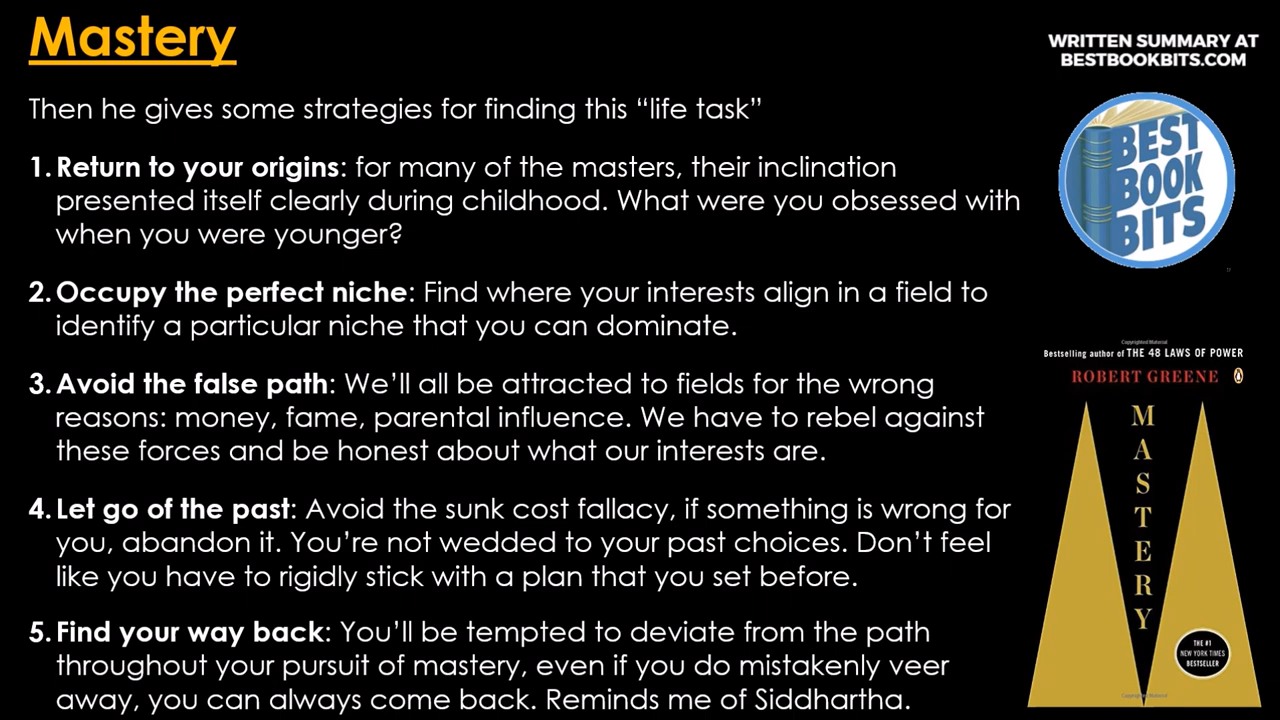 Mastery
Then he gives some strategies for finding this “life task”
1. Return to your origins: for many of the masters, their inclination
presented itself clearly during childhood. What were you obsessed with
when you were younger?
2. Occupy the perfect niche: Find where your interests align in a field to
identify a particular niche that you can dominate.
3. Avoid the false path: We’ll all be attracted to fields for the wrong
reasons: money, fame, parental influence. We have to rebel against
these forces and be honest about what our interests are.
4. Let go of the past: Avoid the sunk cost fallacy, if something is wrong for
you, abandon it. You’re not wedded to your past choices. Don’t feel
like you have to rigidly stick with a plan that you set before.
5. Find your way back: You’ll be tempted to deviate from the path
throughout your pursuit of mastery, even if you do mistakenly veer
away, you can always come back. Reminds me of Siddhartha.
WRITTEN SUMMARY AT
BESTBOOKBITS.COM
BEST
BOOK
BITS
Copyrighted Material
Bestselling author of THE 48 LAWS OF POWER
ROBERT GREENE
M
A
S
T
E
R
Y
THE #1
NEW YORK TIMES
BESTSELLER
Copyrighted Material